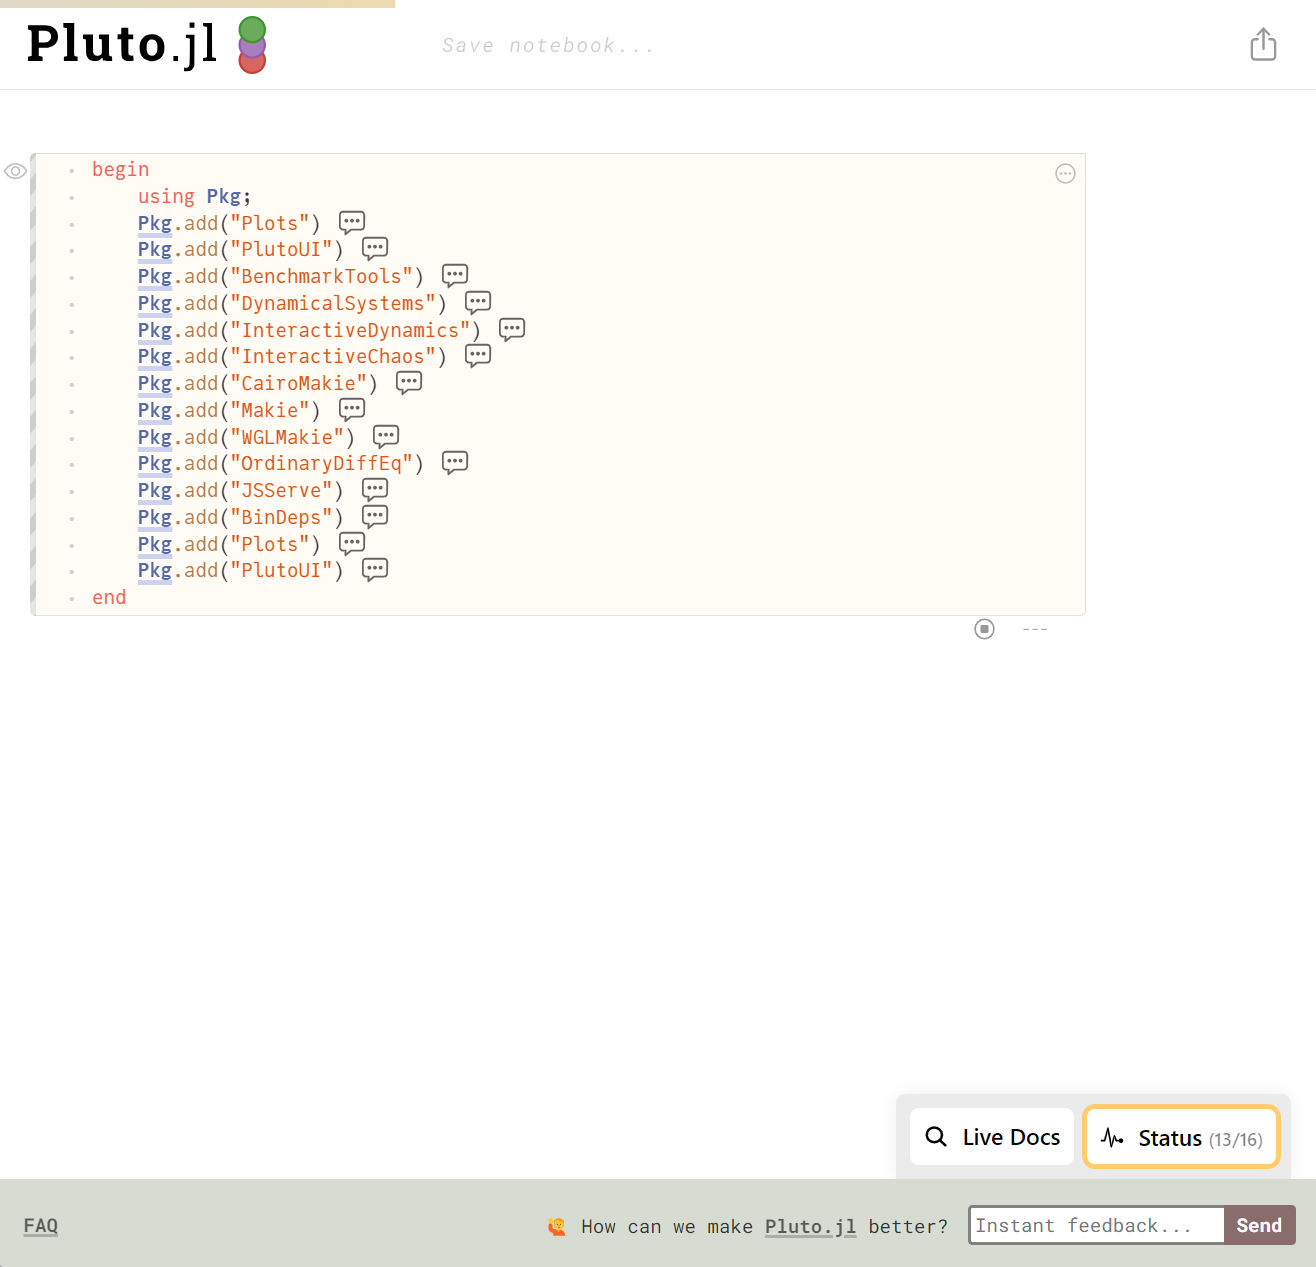 Pluto.jl
Save notebook...
begin
using Pkg;
Pkg.add("Plots")
Pkg.add("PlutoUI")
Pkg.add("BenchmarkTools")
Pkg.add("DynamicalSystems")
Pkg.add("InteractiveDynamics")
Pkg.add("InteractiveChaos")
Pkg.add("CairoMakie")
Pkg.add("Makie")
Pkg.add("WGLMakie")
Pkg.add("OrdinaryDiffEq")
Pkg.add("JSServe")
Pkg.add("BinDeps")
Pkg.add("Plots")
Pkg.add("PlutoUI")
end
---
Live Docs
Status (13/16)
FAQ
🙋 How can we make Pluto.jl better?
Instant feedback...
Send